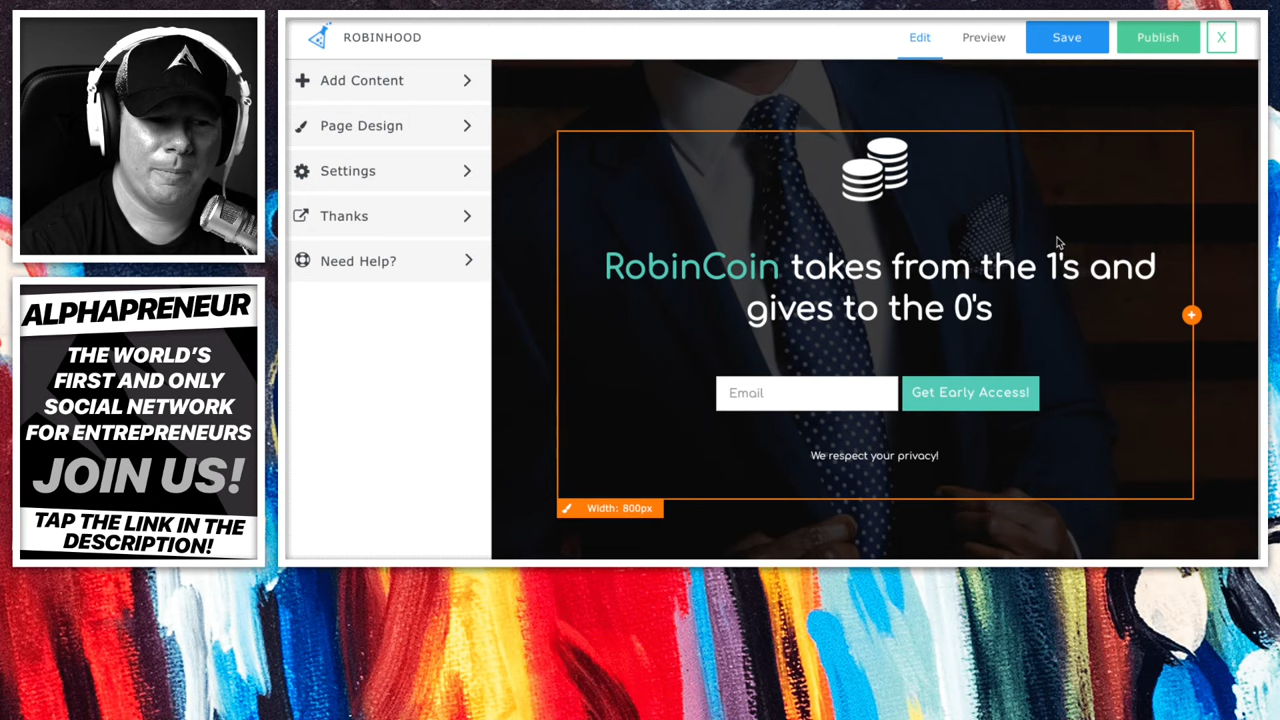 ALPHAPRENEUR
THE WORLD'S
FIRST AND ONLY
SOCIAL NETWORK
FOR ENTREPRENEURS
JOIN US!
TAP THE LINK IN THE
DESCRIPTION!
ROBINHOOD
Edit
Preview
Save
Publish
X
Add Content
Page Design
Settings
Thanks
Need Help?
RobinCoin takes from the 1's and
gives to the 0's
Email
Get Early Access!
We respect your privacy!
Width: 800px